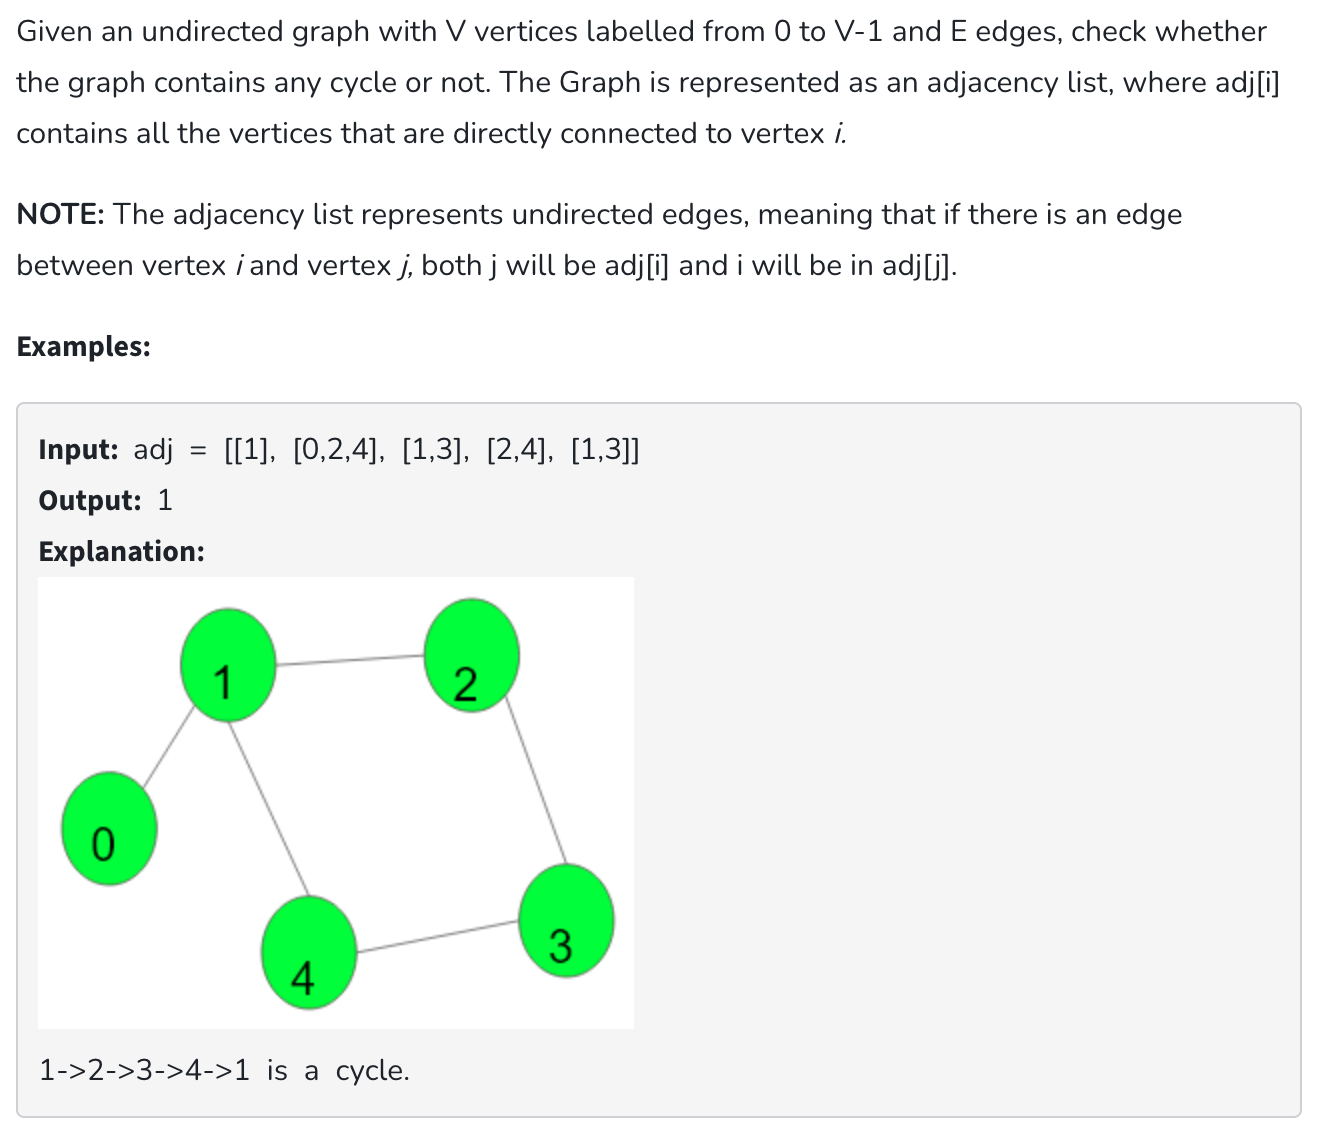 Given an undirected graph with V vertices labelled from 0 to V-1 and E edges, check whether
the graph contains any cycle or not. The Graph is represented as an adjacency list, where adj[i]
contains all the vertices that are directly connected to vertex i.
NOTE: The adjacency list represents undirected edges, meaning that if there is an edge
between vertex i and vertex j, both j will be adj[i] and i will be in adj[j].
Examples:
Input: adj = [[1], [0,2,4], [1,3], [2,4], [1,3]]
Output: 1
Explanation:
1
2
0
3
4
1->2->3->4->1 is a cycle.